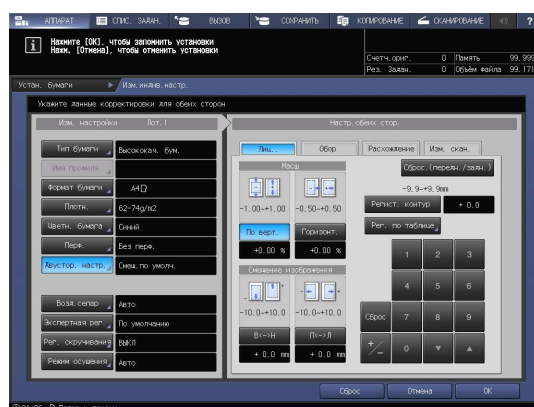 АППАРАТ СПИС. ЗАДАН. ВЫЗОВ СОХРАНИТЬ КОПИРОВАНИЕ СКАНИРОВАНИЕ ?
Нажмите [OK], чтобы запомнить установки
Нажм. [Отмена], чтобы отменить установки
Счетч. ориг. 0 Память 99.999
Рез. Задан. 0 Объём файла 99.171
Устан. бумаги Изм.индив.настр.
Укажите данные корректировки для обеих сторон
Изм. настройки Лот.1
Настр. обеих стор.
Тип бумаги Высококач. бум.
Имя профиля
Формат бумаги A4
Плотн. 62-74g/m2
Цветн. бумага Синий
Перф. Без перф.
Двустор. настр. Смещ.по умолч.
Возд.сепар Авто
Экспертная рег. По умолчанию
Рег. скручивания ВЫКЛ
Режим осушения Авто
Лиц.. Обор Расхождение Изм. скан.
Масш
-1.00~+1.00 -0.50~+0.50
По верт. Горизонт.
+0.00 % +0.00 %
Смещение изображения
-10.0~+10.0 -10.0~+10.0
В<->Н П<->Л
+ 0.0 mm + 0.0 mm
Сброс.(передн./задн.)
-9. 9~+9. 9mm
Регист. контур + 0.0
Рег. по таблице
1 2 3
4 5 6
Сброс 7 8 9
+/- 0 ▼ ▲
Сброс Отмена OK